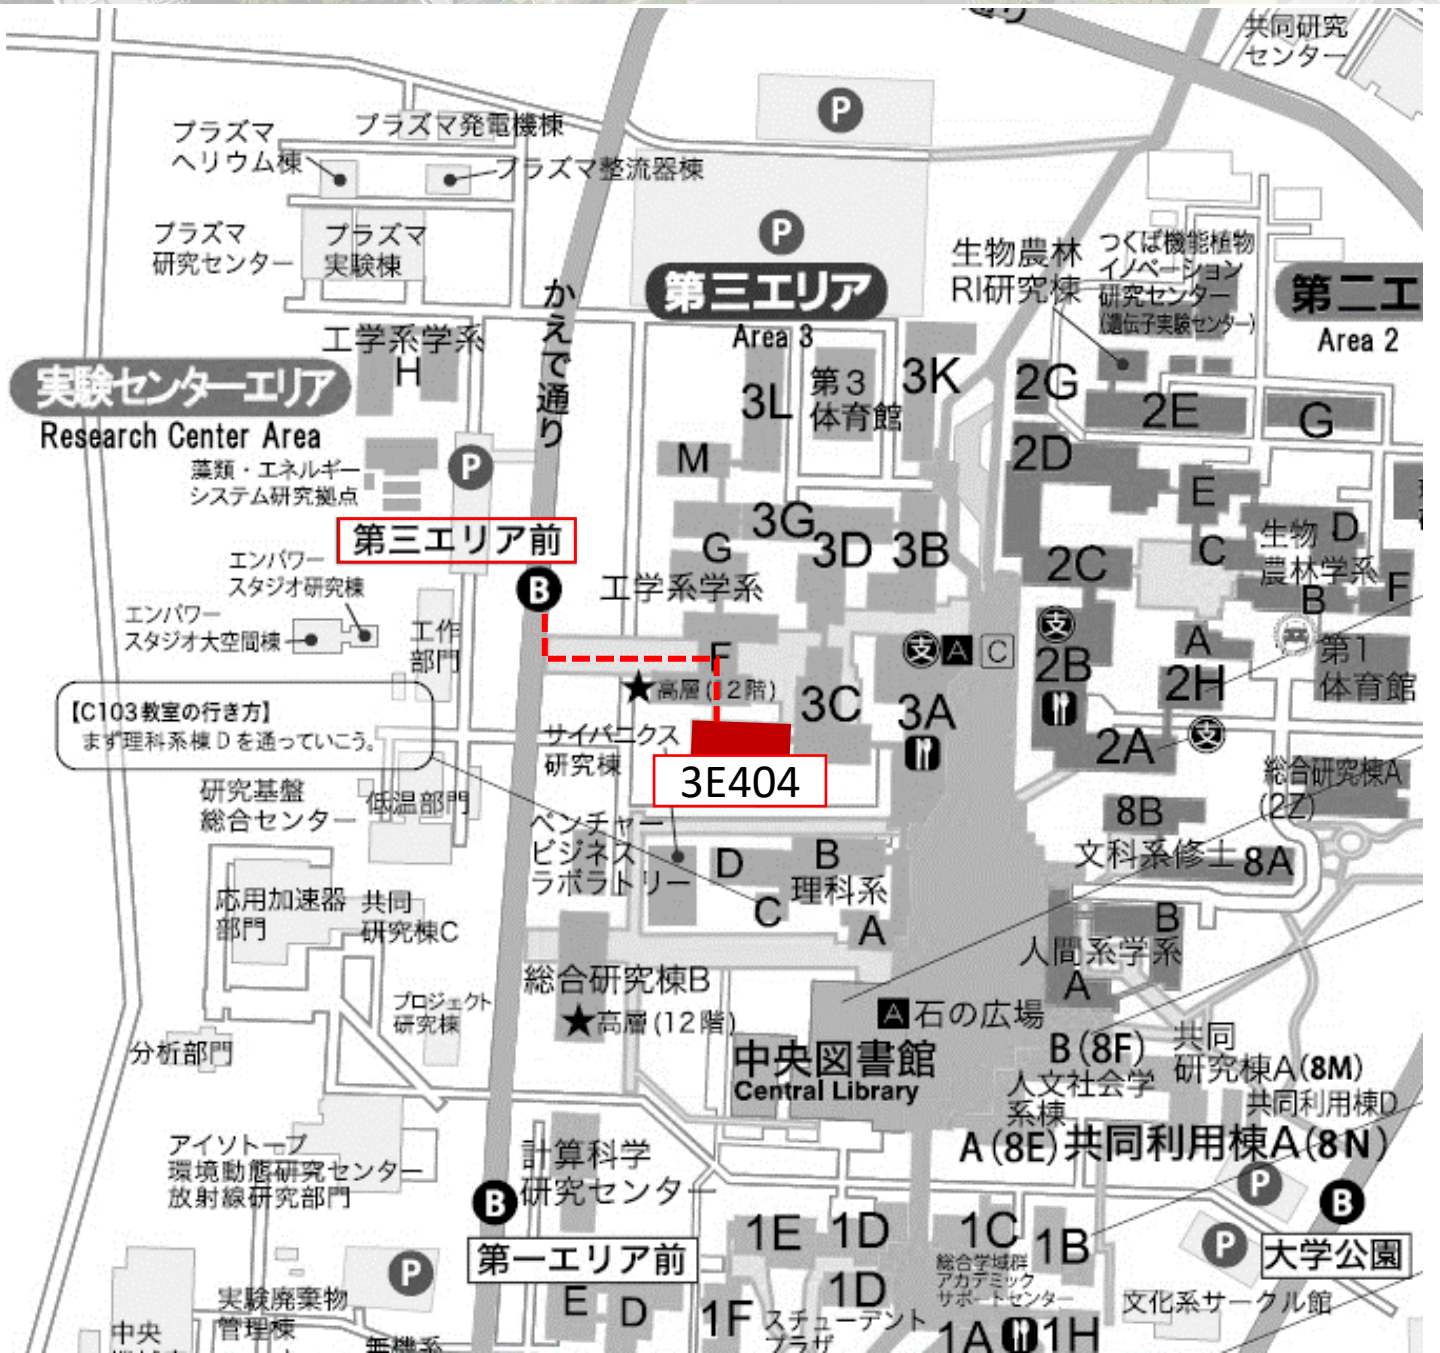 共同研究
センター
P
プラズマ
ヘリウム棟
プラズマ発電機棟
プラズマ整流器棟
プラズマ
研究センター
プラズマ
実験棟
P
第三エリア
Area 3
生物農林
RI研究棟
つくば機能植物
イノベーション
研究センター
(遺伝子実験センター)
第二エ
Area 2
かえで通り
工学系学系
H
実験センターエリア
Research Center Area
藻類・エネルギー
システム研究拠点
P
3L
第3
体育館
3K
2G
2E
G
M
2D
第三エリア前
B
3G
3D
3B
G
工学系学系
E
D
C
生物
農林学系
B
F
2C
エンパワー
スタジオ研究棟
エンパワー
スタジオ大空間棟
工作
部門
F
★高層(12階)
3C
支 A C
3A
支
2B
A
2H
第1
体育館
【C103教室の行き方】
まず理科系棟Dを通っていこう。
サイバニクス
研究棟
3E404
2A
支
総合研究棟A
(2Z)
研究基盤
総合センター
低温部門
ベンチャー
ビジネス
ラボラトリー
D
B
理科系
C
A
8B
文科系修士 8A
応用加速器
部門
共同
研究棟C
B
人間系学系
A
総合研究棟B
★高層(12階)
プロジェクト
研究棟
分析部門
A 石の広場
中央図書館
Central Library
B(8F)
人文社会学
系棟
A(8E)
共同
研究棟A(8M)
共同利用棟D
共同利用棟A(8N)
アイソトープ
環境動態研究センター
放射線研究部門
計算科学
研究センター
B
第一エリア前
P
B
大学公園
P
P
1E
1D
1C
総合学域群
アカデミック
サポートセンター
1B
1D
スチューデント
プラザ
E
D
1F
1A
1H
文化系サークル館
実験廃棄物
管理棟
中央
無機系